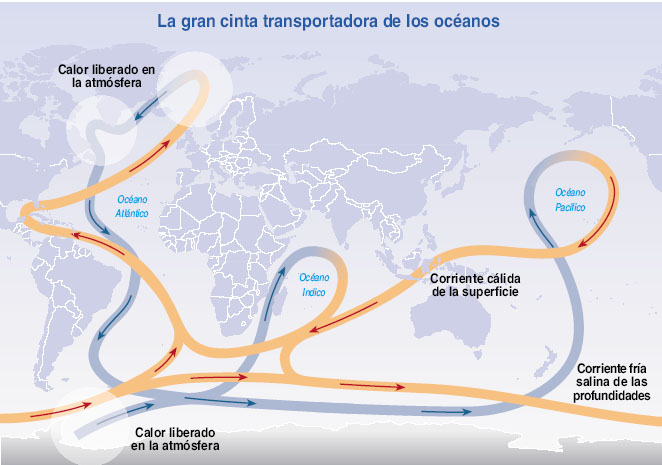 La gran cinta transportadora de los océanos
Calor liberado en
la atmósfera
Océano
Atlántico
Océano
Pacífico
Océano
Indico
Corriente cálida
de la superficie
Corriente fría
salina de las
profundidades
Calor liberado
en la atmósfera